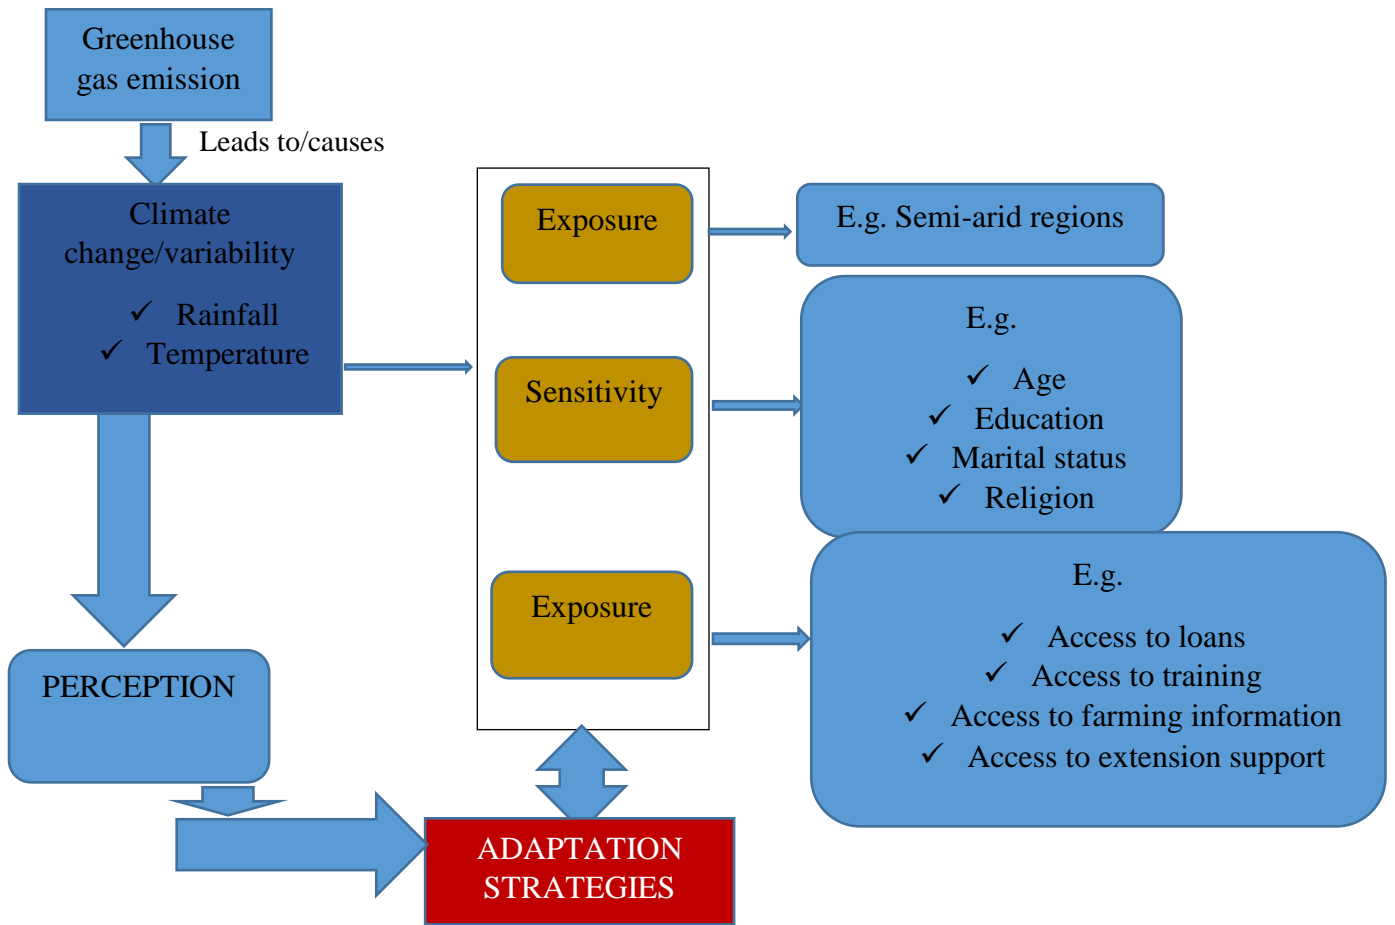 Greenhouse
gas emission
Leads to/causes
Climate
change/variability
✓ Rainfall
✓ Temperature
Exposure
E.g. Semi-arid regions
Sensitivity
E.g.
✓ Age
✓ Education
✓ Marital status
✓ Religion
Exposure
E.g.
✓ Access to loans
✓ Access to training
✓ Access to farming information
✓ Access to extension support
PERCEPTION
ADAPTATION
STRATEGIES